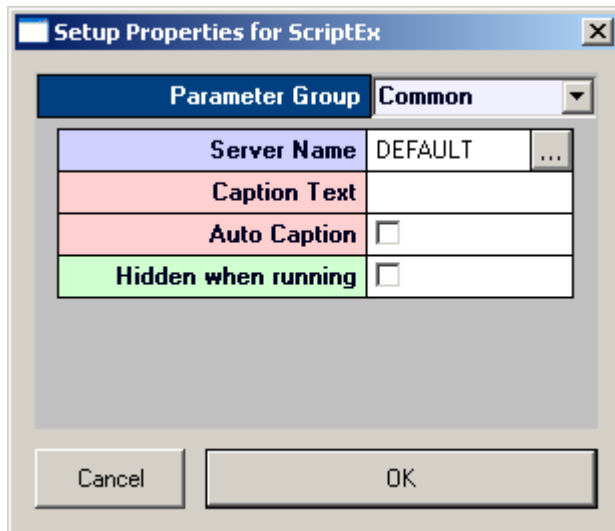 Setup Properties for ScriptEx
Parameter Group Common
Server Name DEFAULT ...
Caption Text
Auto Caption
Hidden when running
Cancel OK